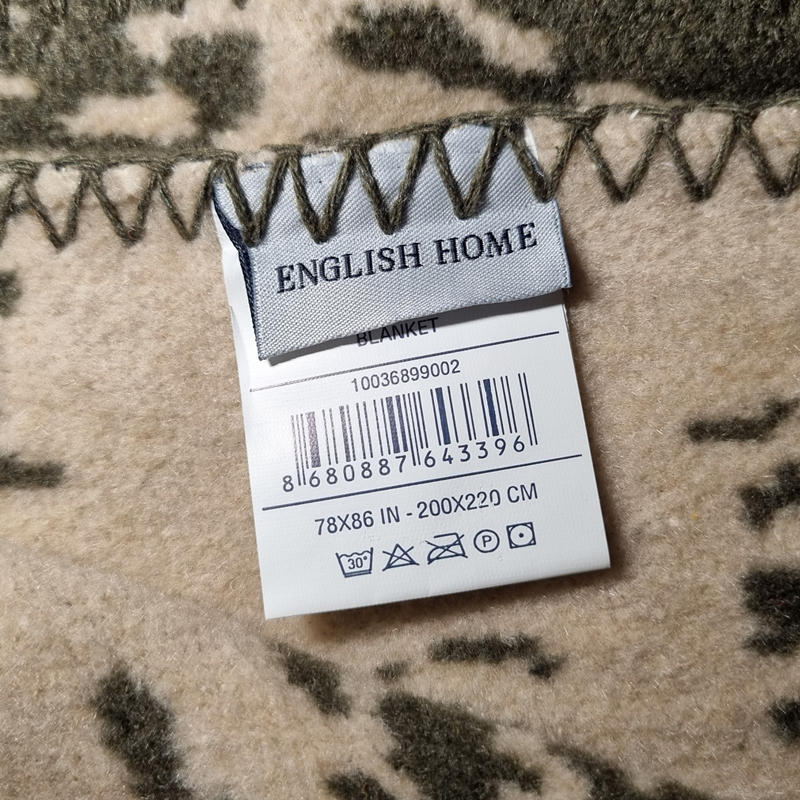 ENGLISH HOME
BLANKET
10036899002
8 680887 643396
78X86 IN - 200X220 CM
30°
P